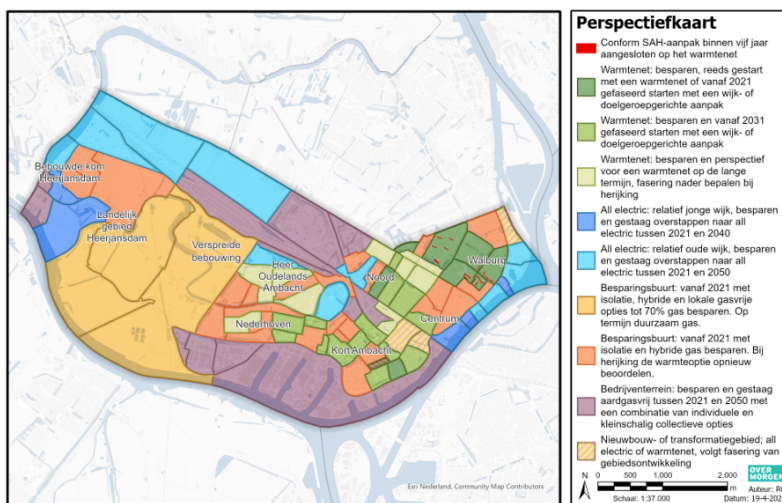 Perspectiefkaart
Conform SAH-aanpak binnen vijf jaar
aangesloten op het warmtenet
Warmtenet: besparen, reeds gestart
met een warmtenet of vanaf 2021
gefaseerd starten met een wijk- of
doelgroepgerichte aanpak
Warmtenet: besparen en vanaf 2031
gefaseerd starten met een wijk- of
doelgroepgerichte aanpak
Warmtenet: besparen en perspectief
voor een warmtenet op de lange
termijn, fasering nader bepalen bij
herijking
All electric: relatief jonge wijk, besparen
en gestaag overstappen naar all
electric tussen 2021 en 2040
All electric: relatief oude wijk, besparen
en gestaag overstappen naar all
electric tussen 2021 en 2050
Besparingsbuurt: vanaf 2021 met
isolatie, hybride en lokale gasvrije
opties tot 70% gas besparen. Op
termijn duurzaam gas.
Besparingsbuurt: vanaf 2021 met
isolatie en hybride gas besparen. Bij
herijking de warmteoptie opnieuw
beoordelen.
Bedrijventerrein: besparen en gestaag
aardgasvrij tussen 2021 en 2050 met
een combinatie van individuele en
kleinschalig collectieve opties
Nieuwbouw- of transformatiegebied; all
electric of warmtenet, volgt fasering van
gebiedsontwikkeling
N
0 500 1.000 2.000
m
Schaal: 1:37.000
OVER
MORGEN
Auteur:
Datum: 19-4-202
Bebouwde kom
Heerjansdam
Landelijk
gebied
Heerjansdam
Verspreide
bebouwing
Heer
Oudelands
Ambacht
Noord
Walburg
Nederhoven
Centrum
Kort Ambacht
Esri Nederland, Community Map Contributors